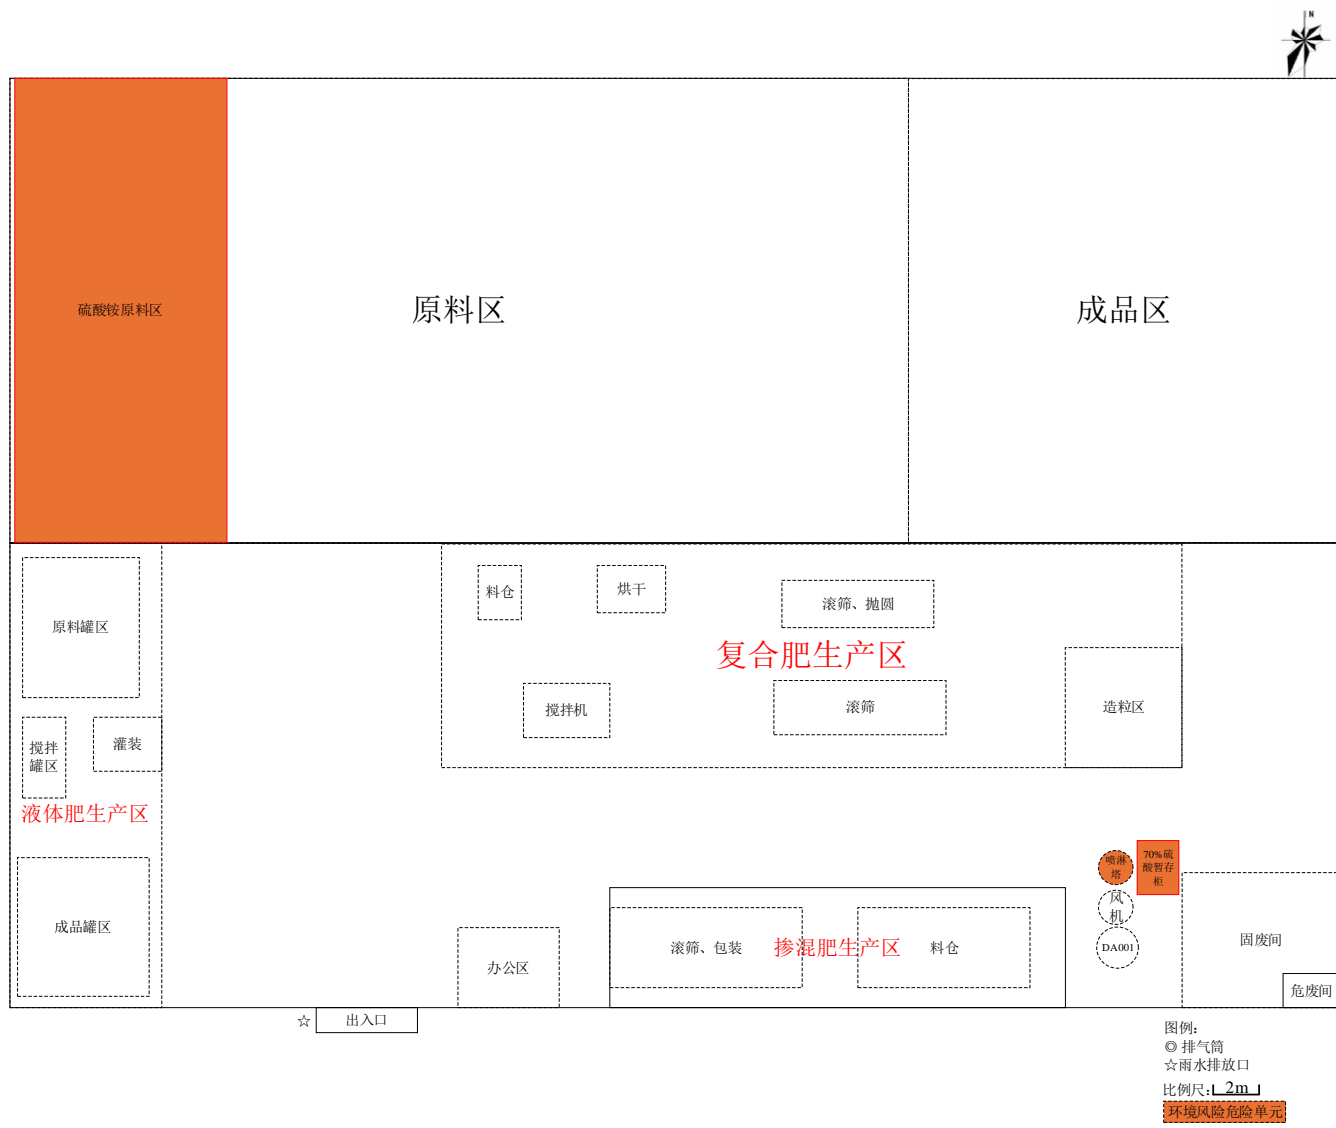 N
硫酸铵原料区
原料区
成品区
料仓
烘干
滚筛、抛圆
原料罐区
复合肥生产区
搅拌机
滚筛
造粒区
搅拌
罐区
灌装
液体肥生产区
喷淋
塔
70%硫
酸暂存
柜
风
机
成品罐区
滚筛、包装
掺混肥生产区
料仓
DA001
固废间
办公区
危废间
☆
出入口
图例:
◎ 排气筒
☆雨水排放口
比例尺: 2m
环境风险危险单元